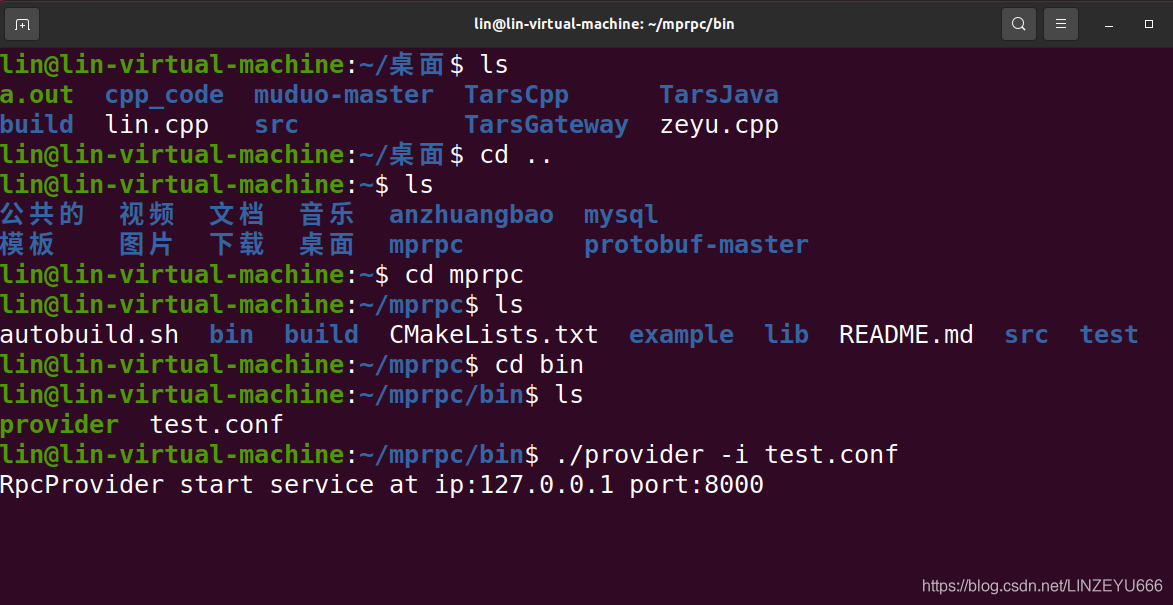 lin@lin-virtual-machine: ~/mprpc/bin
lin@lin-virtual-machine:~/桌面$ ls
a.out  cpp_code  muduo-master  TarsCpp      TarsJava
build  lin.cpp   src           TarsGateway  zeyu.cpp
lin@lin-virtual-machine:~/桌面$ cd ..
lin@lin-virtual-machine:~$ ls
公共的  视频  文档  音乐  anzhuangbao  mysql
模板    图片  下载  桌面  mprpc        protobuf-master
lin@lin-virtual-machine:~$ cd mprpc
lin@lin-virtual-machine:~/mprpc$ ls
autobuild.sh  bin  build  CMakeLists.txt  example  lib  README.md  src  test
lin@lin-virtual-machine:~/mprpc$ cd bin
lin@lin-virtual-machine:~/mprpc/bin$ ls
provider  test.conf
lin@lin-virtual-machine:~/mprpc/bin$ ./provider -i test.conf
RpcProvider start service at ip:127.0.0.1 port:8000
https://blog.csdn.net/LINZEYU666